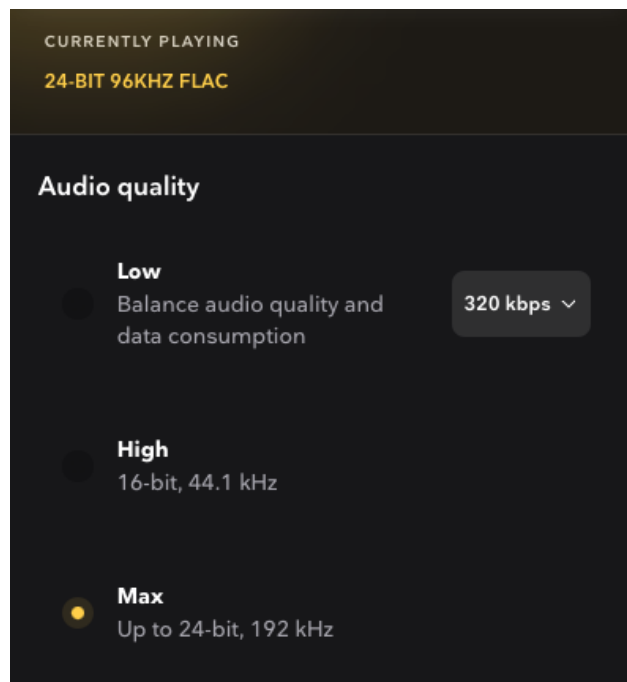 CURRENTLY PLAYING
24-BIT 96KHZ FLAC
Audio quality
Low
Balance audio quality and
data consumption
320 kbps
High
16-bit, 44.1 kHz
Max
Up to 24-bit, 192 kHz